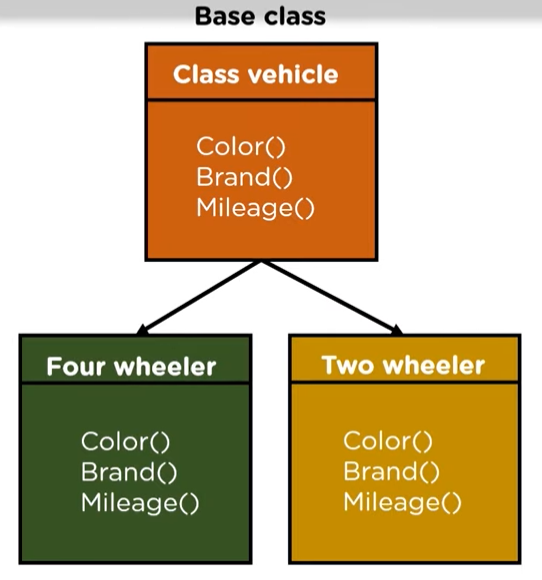 Base class
Class vehicle
Color()
Brand()
Mileage()
Four wheeler
Color()
Brand()
Mileage()
Two wheeler
Color()
Brand()
Mileage()